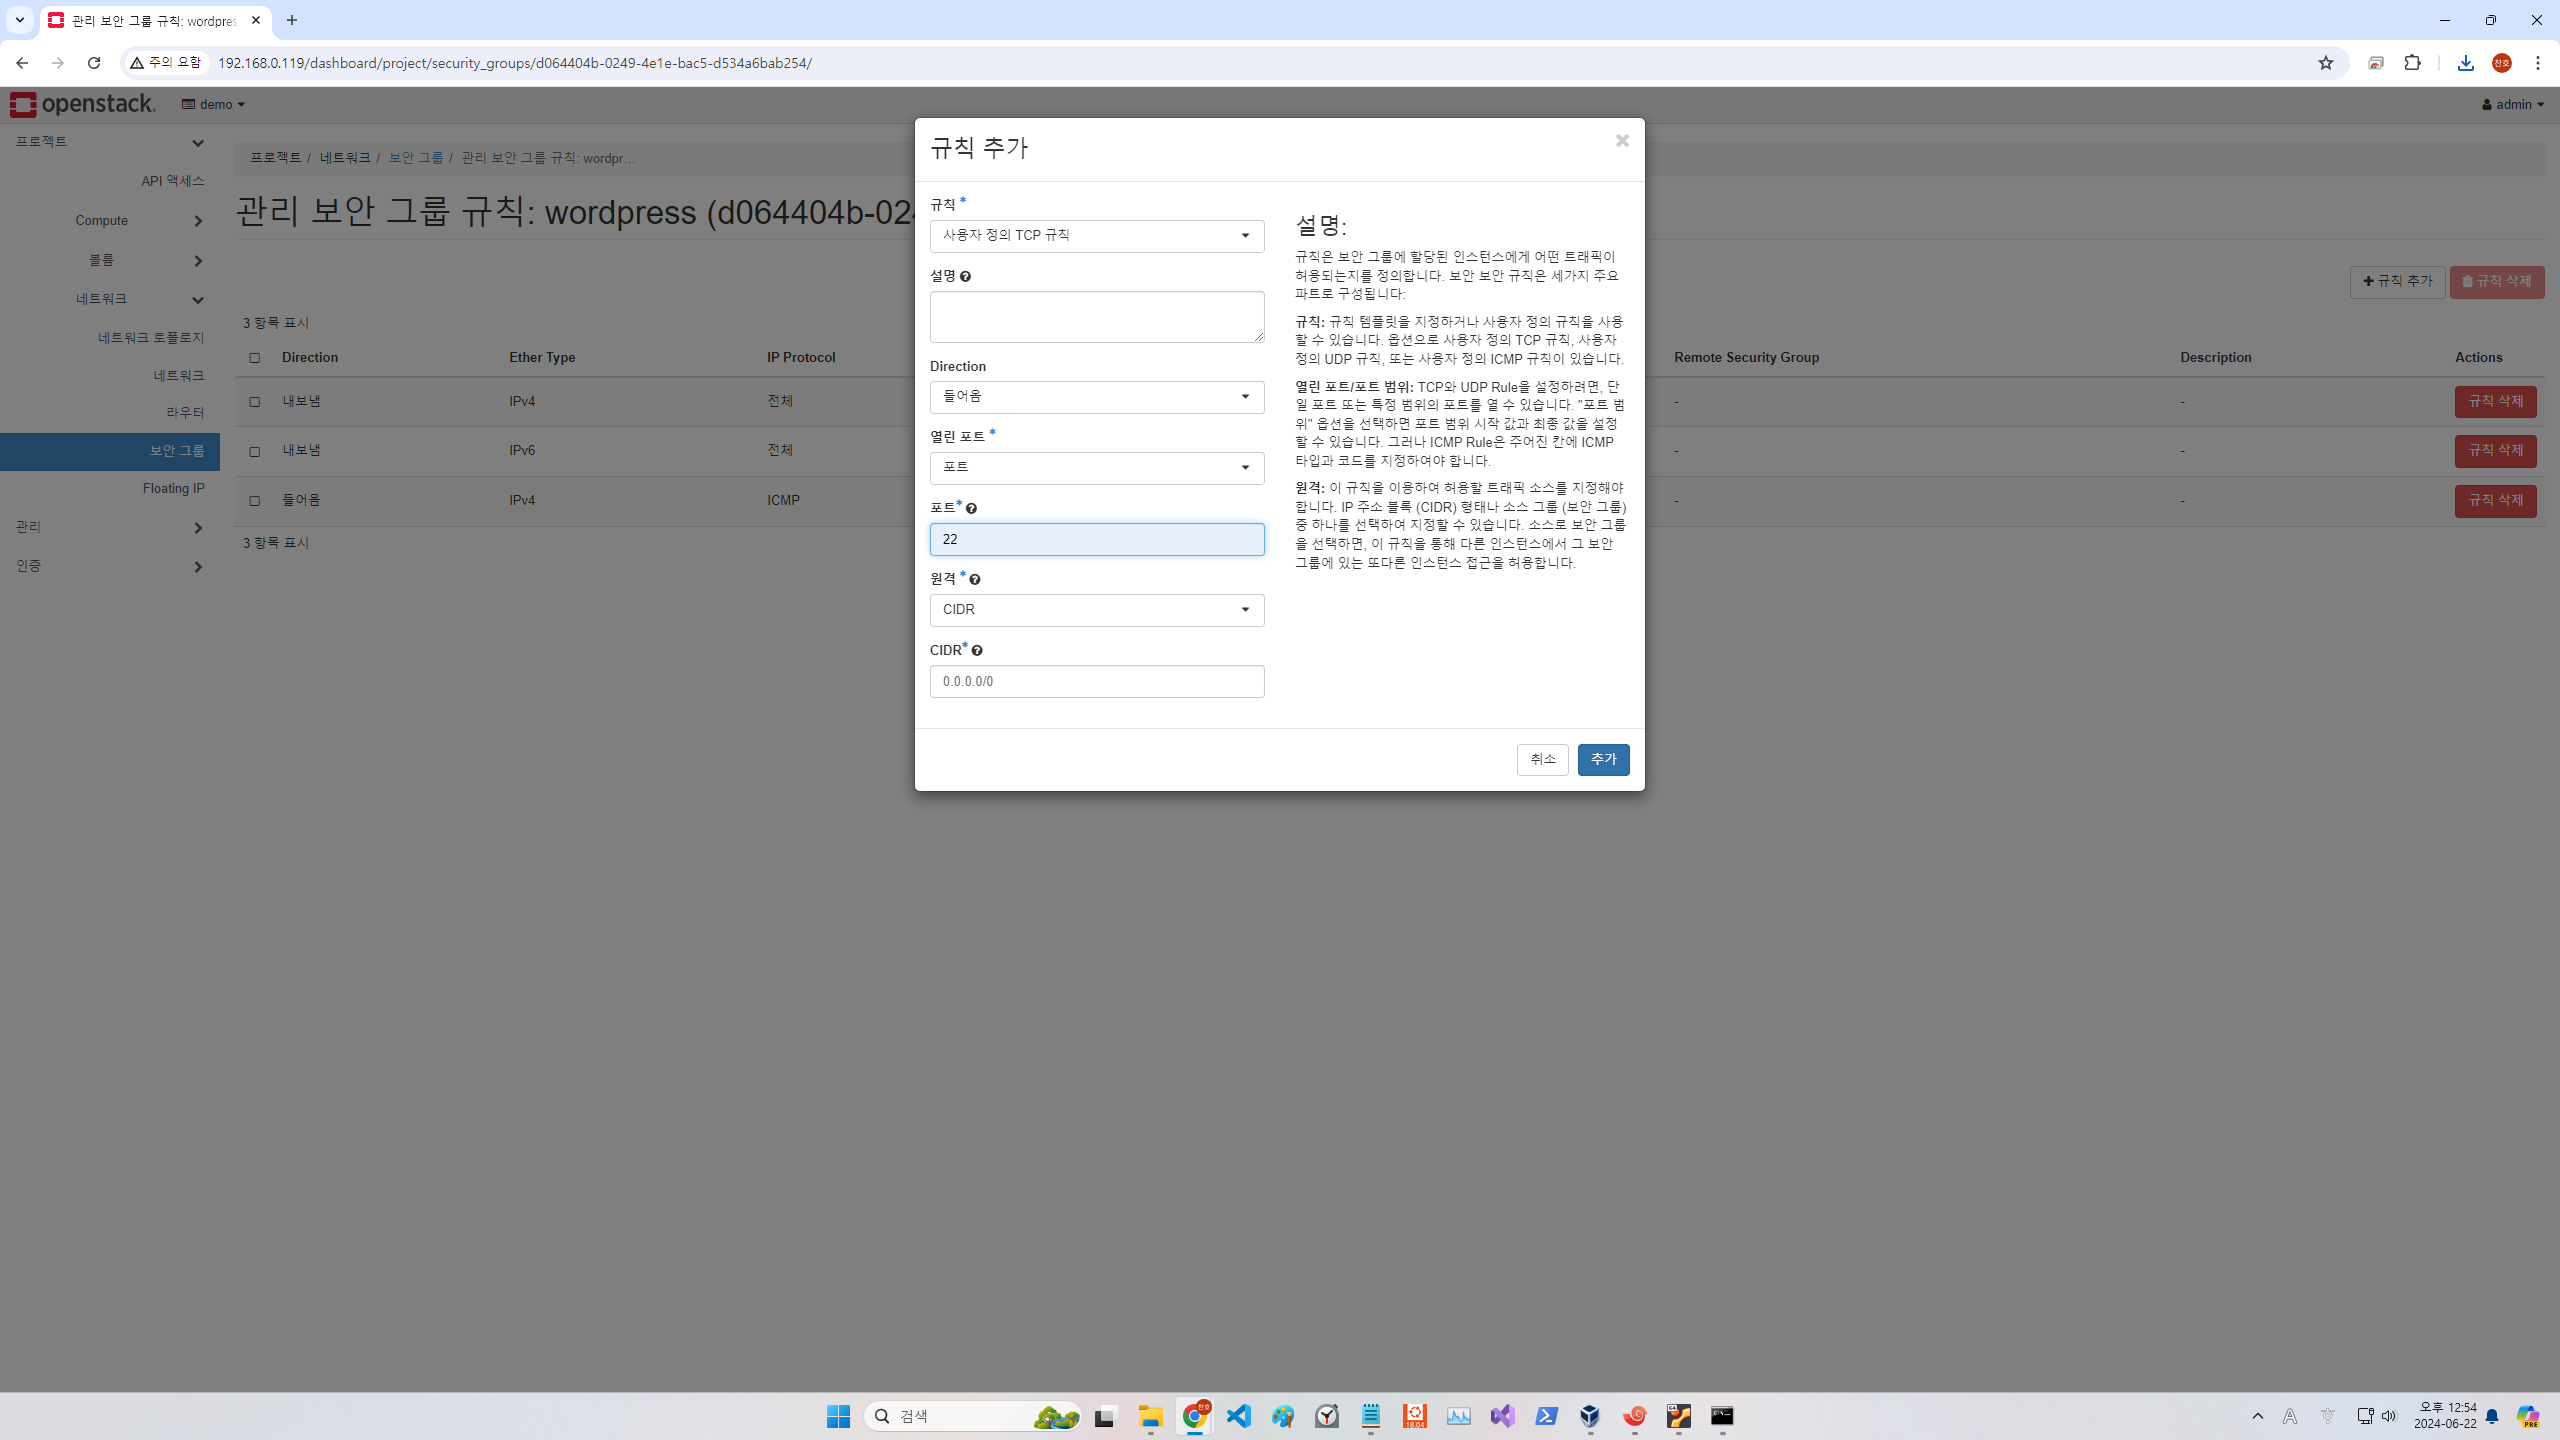 관리 보안 그룹 규칙: wordpres
주의 요함
192.168.0.119/dashboard/project/security_groups/d064404b-0249-4e1e-bac5-d534a6bab254/
찬호
openstack.
demo
admin
프로젝트
API 액세스
Compute
볼륨
네트워크
네트워크 토폴로지
네트워크
라우터
보안 그룹
Floating IP
관리
인증
프로젝트 / 네트워크 / 보안 그룹 / 관리 보안 그룹 규칙: wordpr...
관리 보안 그룹 규칙: wordpress (d064404b-024
규칙 추가
규칙 삭제
3 항목 표시
Direction Ether Type IP Protocol Remote Security Group Description Actions
내보냄 IPv4 전체 - - 규칙 삭제
내보냄 IPv6 전체 - - 규칙 삭제
들어옴 IPv4 ICMP - - 규칙 삭제
3 항목 표시
규칙 추가
규칙 *
사용자 정의 TCP 규칙
설명
Direction
들어옴
열린 포트 *
포트
포트*
22
원격 *
CIDR
CIDR*
0.0.0.0/0
설명:
규칙은 보안 그룹에 할당된 인스턴스에게 어떤 트래픽이
허용되는지를 정의합니다. 보안 보안 규칙은 세가지 주요
파트로 구성됩니다:
규칙: 규칙 템플릿을 지정하거나 사용자 정의 규칙을 사용
할 수 있습니다. 옵션으로 사용자 정의 TCP 규칙, 사용자
정의 UDP 규칙, 또는 사용자 정의 ICMP 규칙이 있습니다.
열린 포트/포트 범위: TCP와 UDP Rule을 설정하려면, 단
일 포트 또는 특정 범위의 포트를 열 수 있습니다. "포트 범
위" 옵션을 선택하면 포트 범위 시작 값과 최종 값을 설정
할 수 있습니다. 그러나 ICMP Rule은 주어진 칸에 ICMP
타입과 코드를 지정하여야 합니다.
원격: 이 규칙을 이용하여 허용할 트래픽 소스를 지정해야
합니다. IP 주소 블록 (CIDR) 형태나 소스 그룹 (보안 그룹)
중 하나를 선택하여 지정할 수 있습니다. 소스로 보안 그룹
을 선택하면, 이 규칙을 통해 다른 인스턴스에서 그 보안
그룹에 있는 또다른 인스턴스 접근을 허용합니다.
취소
추가
검색
찬호
18.04
A
오후 12:54
2024-06-22
PRE